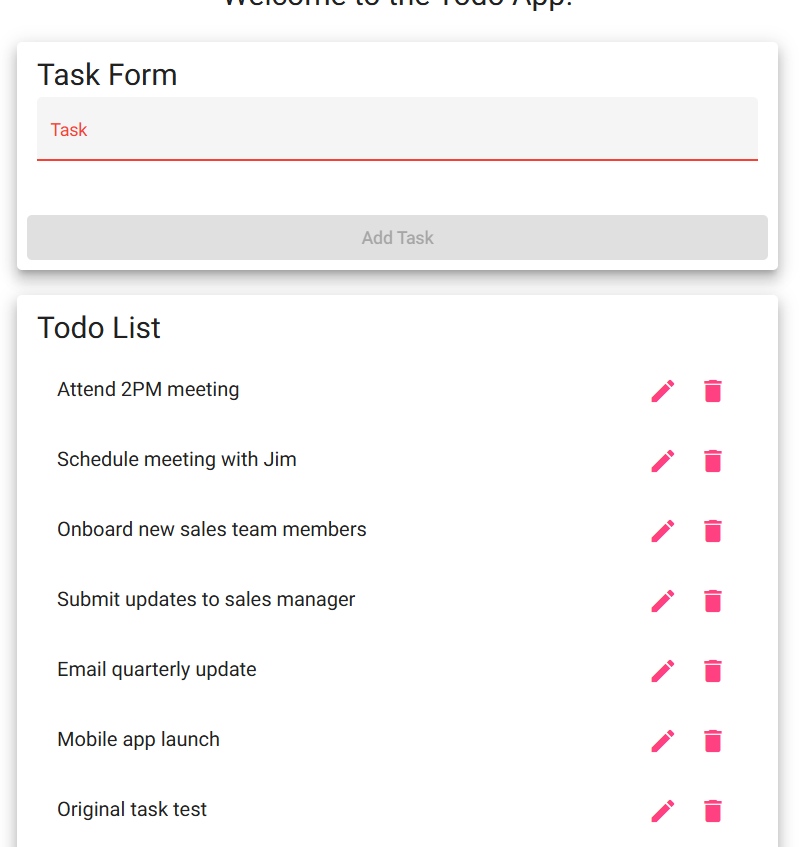 Welcome to the Todo App!
Task Form
Task
Add Task
Todo List
Attend 2PM meeting
Schedule meeting with Jim
Onboard new sales team members
Submit updates to sales manager
Email quarterly update
Mobile app launch
Original task test